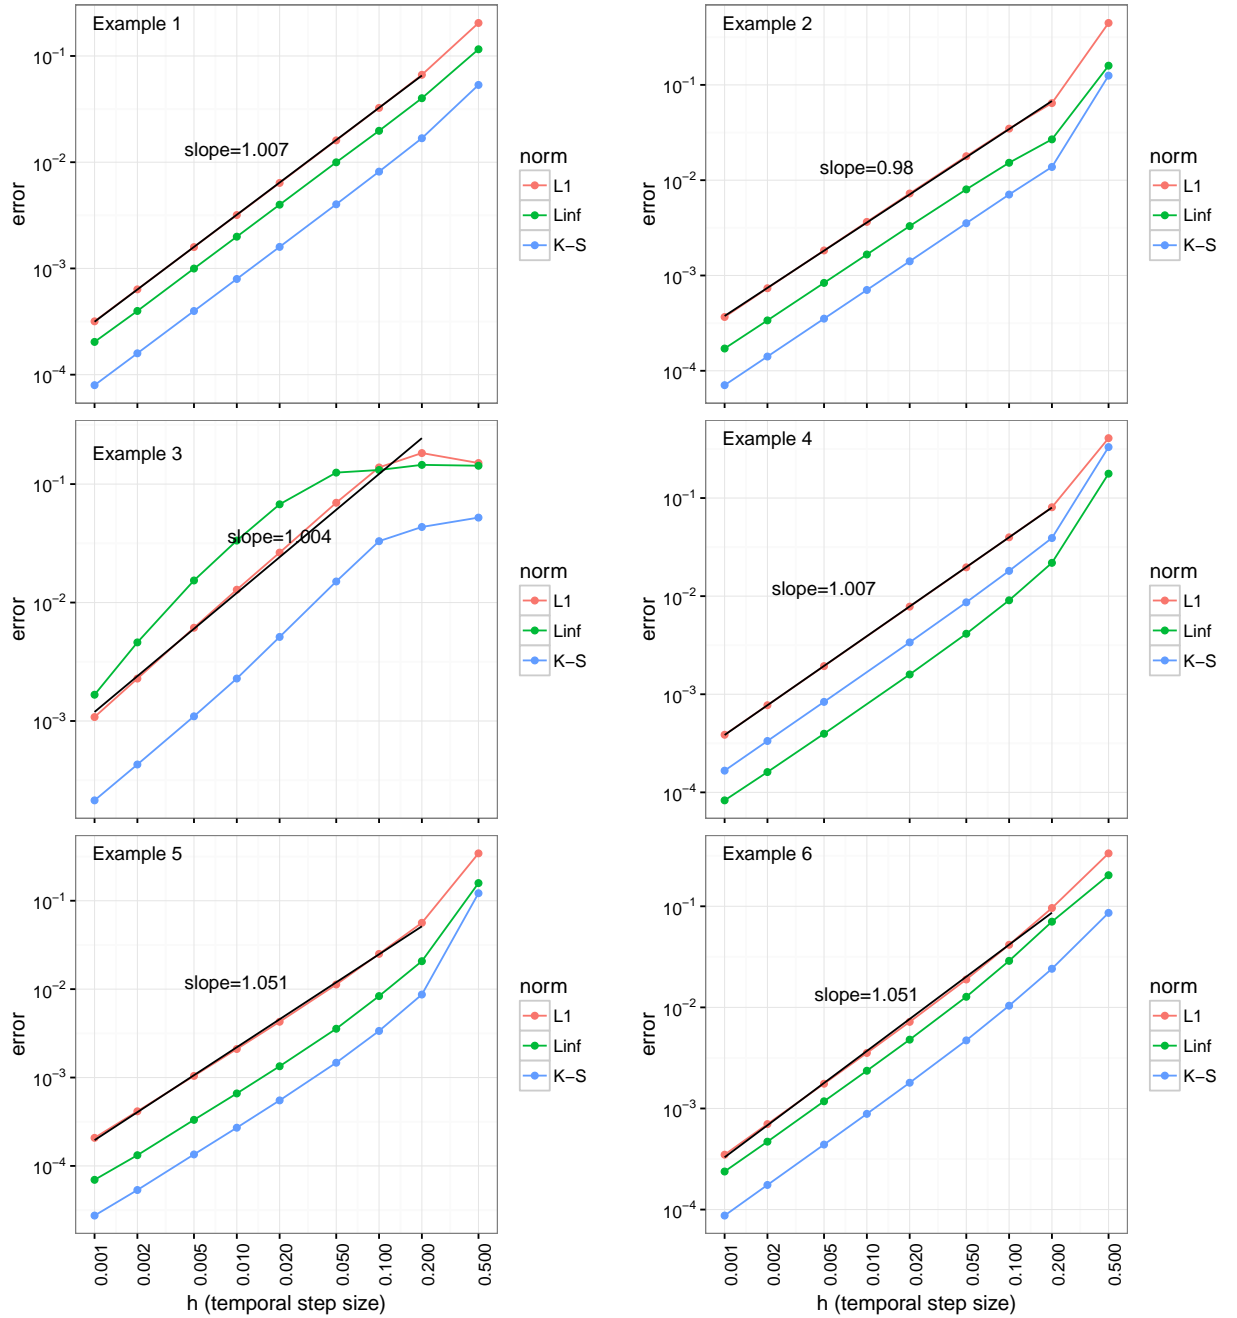 Example 1
10−1
10−2
10−3
10−4
error
slope=1.007
norm
L1
Linf
K−S
Example 2
10−1
10−2
10−3
10−4
error
slope=0.98
norm
L1
Linf
K−S
Example 3
10−1
10−2
10−3
error
slope=1.004
norm
L1
Linf
K−S
Example 4
10−1
10−2
10−3
10−4
error
slope=1.007
norm
L1
Linf
K−S
Example 5
10−1
10−2
10−3
10−4
error
slope=1.051
norm
L1
Linf
K−S
0.001 0.002 0.005 0.010 0.020 0.050 0.100 0.200 0.500
h (temporal step size)
Example 6
10−1
10−2
10−3
10−4
error
slope=1.051
norm
L1
Linf
K−S
0.001 0.002 0.005 0.010 0.020 0.050 0.100 0.200 0.500
h (temporal step size)